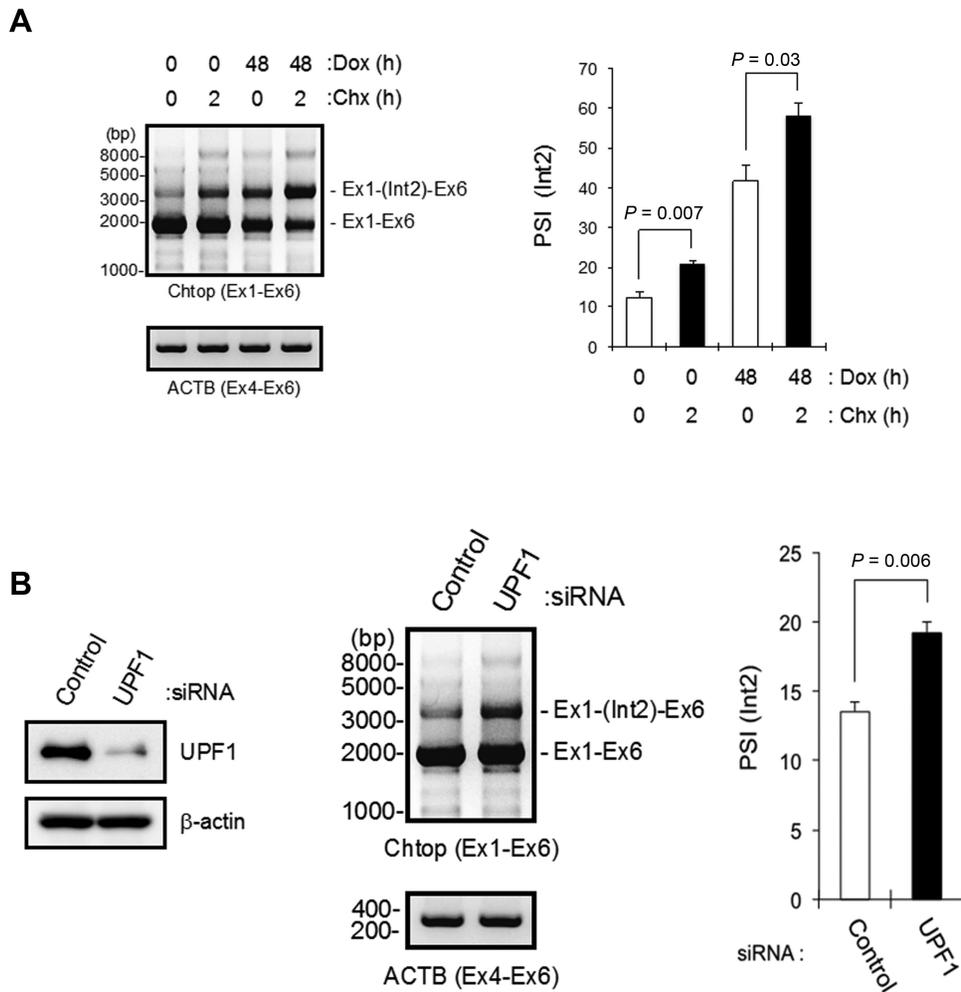 A
0 0 48 48 :Dox (h)
0 2 0 2 :Chx (h)
(bp)
8000-
5000-
3000-
2000-
1000-
- Ex1-(Int2)-Ex6
- Ex1-Ex6
Chtop (Ex1-Ex6)
ACTB (Ex4-Ex6)
PSI (Int2)
70
60
50
40
30
20
10
0
P = 0.007
P = 0.03
0 0 48 48 : Dox (h)
0 2 0 2 : Chx (h)
B
Control UPF1 :siRNA
UPF1
β-actin
Control UPF1 :siRNA
(bp)
8000-
5000-
3000-
2000-
1000-
- Ex1-(Int2)-Ex6
- Ex1-Ex6
Chtop (Ex1-Ex6)
400-
200-
ACTB (Ex4-Ex6)
PSI (Int2)
25
20
15
10
5
0
P = 0.006
siRNA : Control UPF1